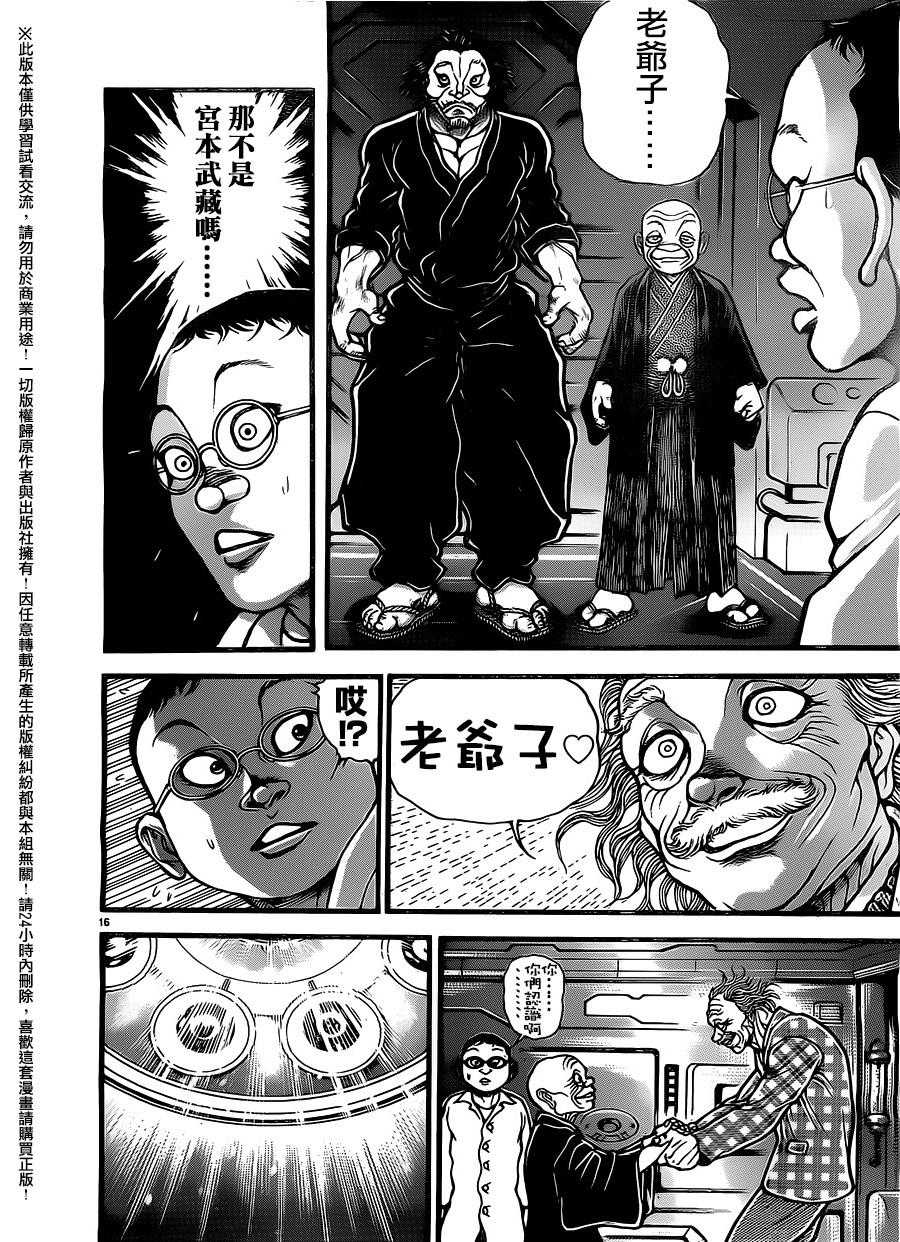 老爺子……
那不是
宮本武藏嗎……
老爺子♡
哎!?
你……
你們認識啊……
16
※此版本僅供學習試看交流，請勿用於商業用途！一切版權歸原作者與出版社擁有！因任意轉載所產生的版權糾紛都與本組無關！請24小時內刪除，喜歡這套漫畫請購買正版！